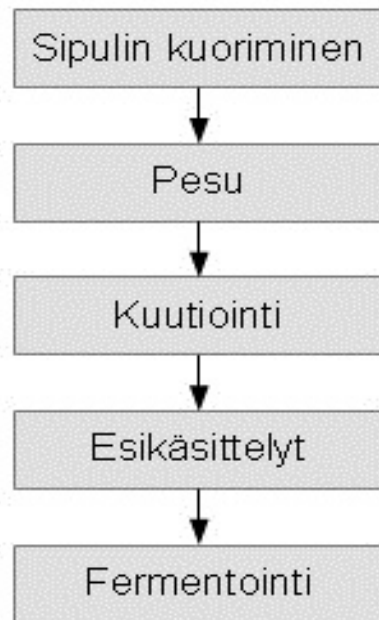 Sipulin kuoriminen
Pesu
Kuutiointi
Esikäsittelyt
Fermentointi